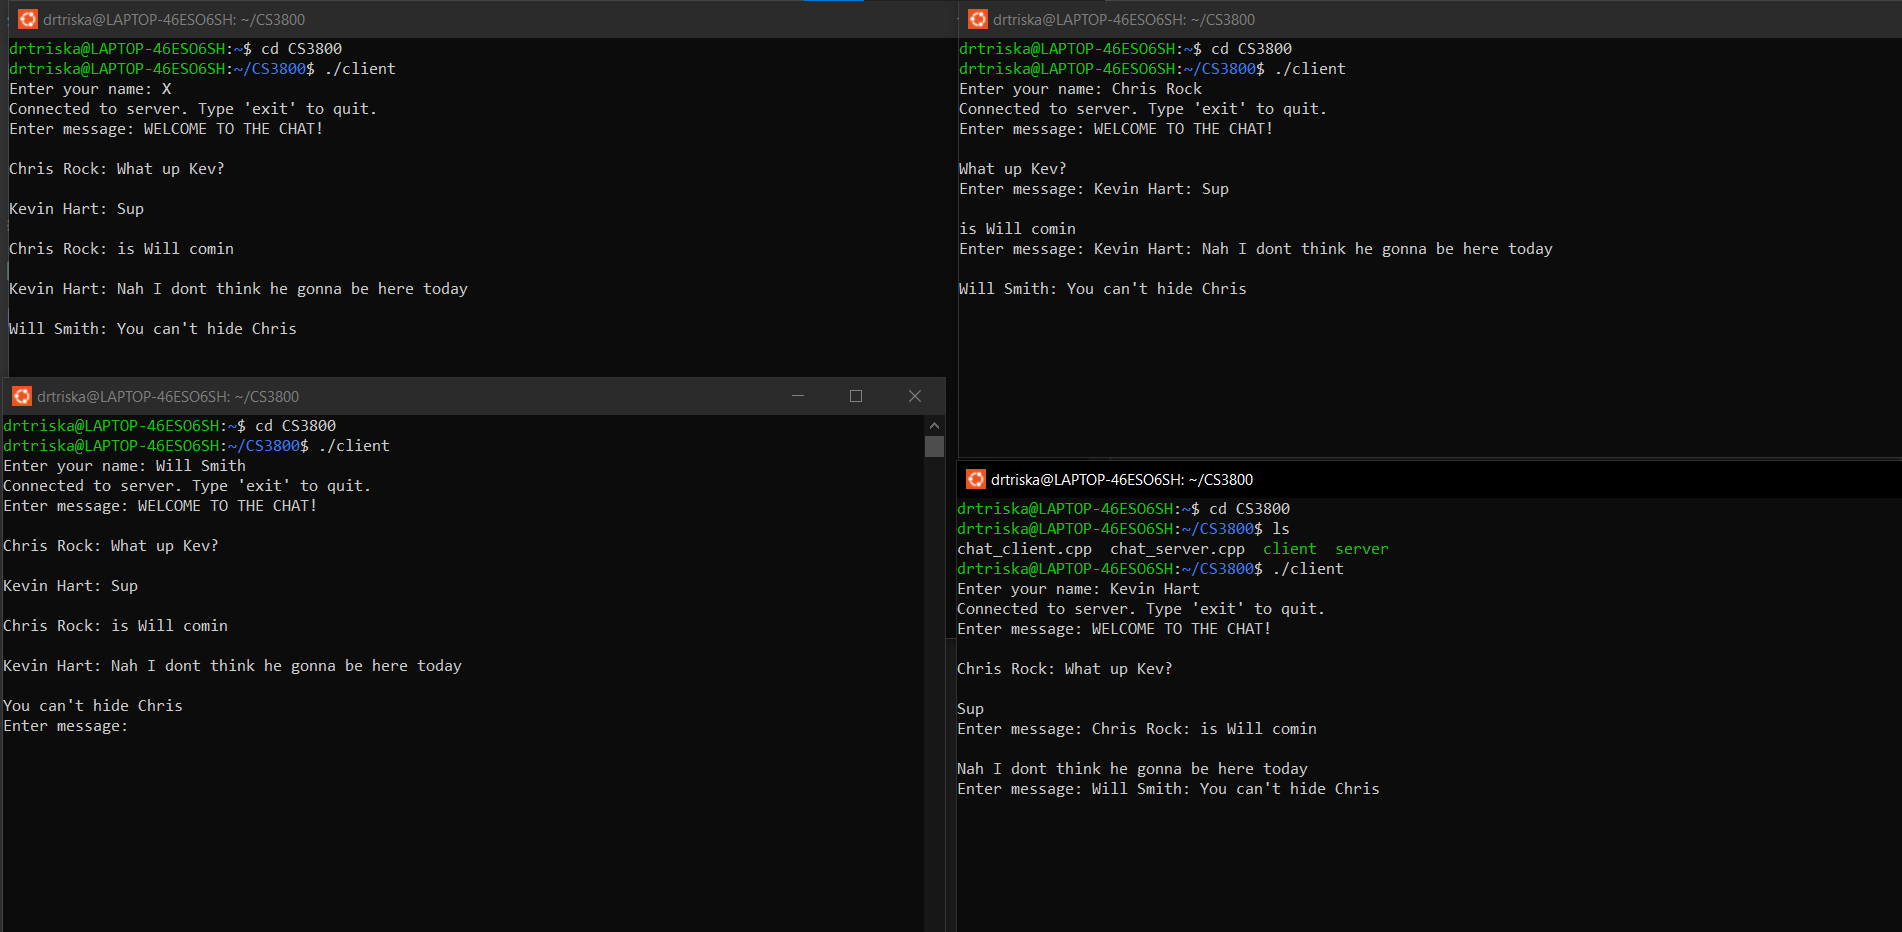 drtriska@LAPTOP-46ESO6SH: ~/CS3800
drtriska@LAPTOP-46ESO6SH:~$ cd CS3800
drtriska@LAPTOP-46ESO6SH:~/CS3800$ ./client
Enter your name: X
Connected to server. Type 'exit' to quit.
Enter message: WELCOME TO THE CHAT!
Chris Rock: What up Kev?
Kevin Hart: Sup
Chris Rock: is Will comin
Kevin Hart: Nah I dont think he gonna be here today
Will Smith: You can't hide Chris
drtriska@LAPTOP-46ESO6SH: ~/CS3800
drtriska@LAPTOP-46ESO6SH:~$ cd CS3800
drtriska@LAPTOP-46ESO6SH:~/CS3800$ ./client
Enter your name: Chris Rock
Connected to server. Type 'exit' to quit.
Enter message: WELCOME TO THE CHAT!
What up Kev?
Enter message: Kevin Hart: Sup
is Will comin
Enter message: Kevin Hart: Nah I dont think he gonna be here today
Will Smith: You can't hide Chris
drtriska@LAPTOP-46ESO6SH: ~/CS3800
drtriska@LAPTOP-46ESO6SH:~$ cd CS3800
drtriska@LAPTOP-46ESO6SH:~/CS3800$ ./client
Enter your name: Will Smith
Connected to server. Type 'exit' to quit.
Enter message: WELCOME TO THE CHAT!
Chris Rock: What up Kev?
Kevin Hart: Sup
Chris Rock: is Will comin
Kevin Hart: Nah I dont think he gonna be here today
You can't hide Chris
Enter message:
drtriska@LAPTOP-46ESO6SH: ~/CS3800
drtriska@LAPTOP-46ESO6SH:~$ cd CS3800
drtriska@LAPTOP-46ESO6SH:~/CS3800$ ls
chat_client.cpp  chat_server.cpp  client  server
drtriska@LAPTOP-46ESO6SH:~/CS3800$ ./client
Enter your name: Kevin Hart
Connected to server. Type 'exit' to quit.
Enter message: WELCOME TO THE CHAT!
Chris Rock: What up Kev?
Sup
Enter message: Chris Rock: is Will comin
Nah I dont think he gonna be here today
Enter message: Will Smith: You can't hide Chris